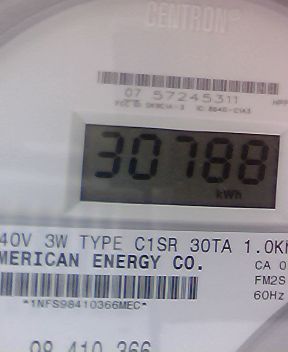 CENTRON®
07 57245311
30788
kWh
40V 3W TYPE C1SR 30TA 1.0K
MERICAN ENERGY CO.
CA 0
FM2S
60Hz
*1NFS98410366MEC*
98 410 366